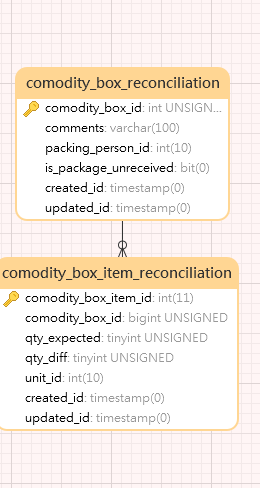 comodity_box_reconciliation
comodity_box_id: int UNSIGN...
comments: varchar(100)
packing_person_id: int(10)
is_package_unreceived: bit(0)
created_id: timestamp(0)
updated_id: timestamp(0)
comodity_box_item_reconciliation
comodity_box_item_id: int(11)
comodity_box_id: bigint UNSIGNED
qty_expected: tinyint UNSIGNED
qty_diff: tinyint UNSIGNED
unit_id: int(10)
created_id: timestamp(0)
updated_id: timestamp(0)